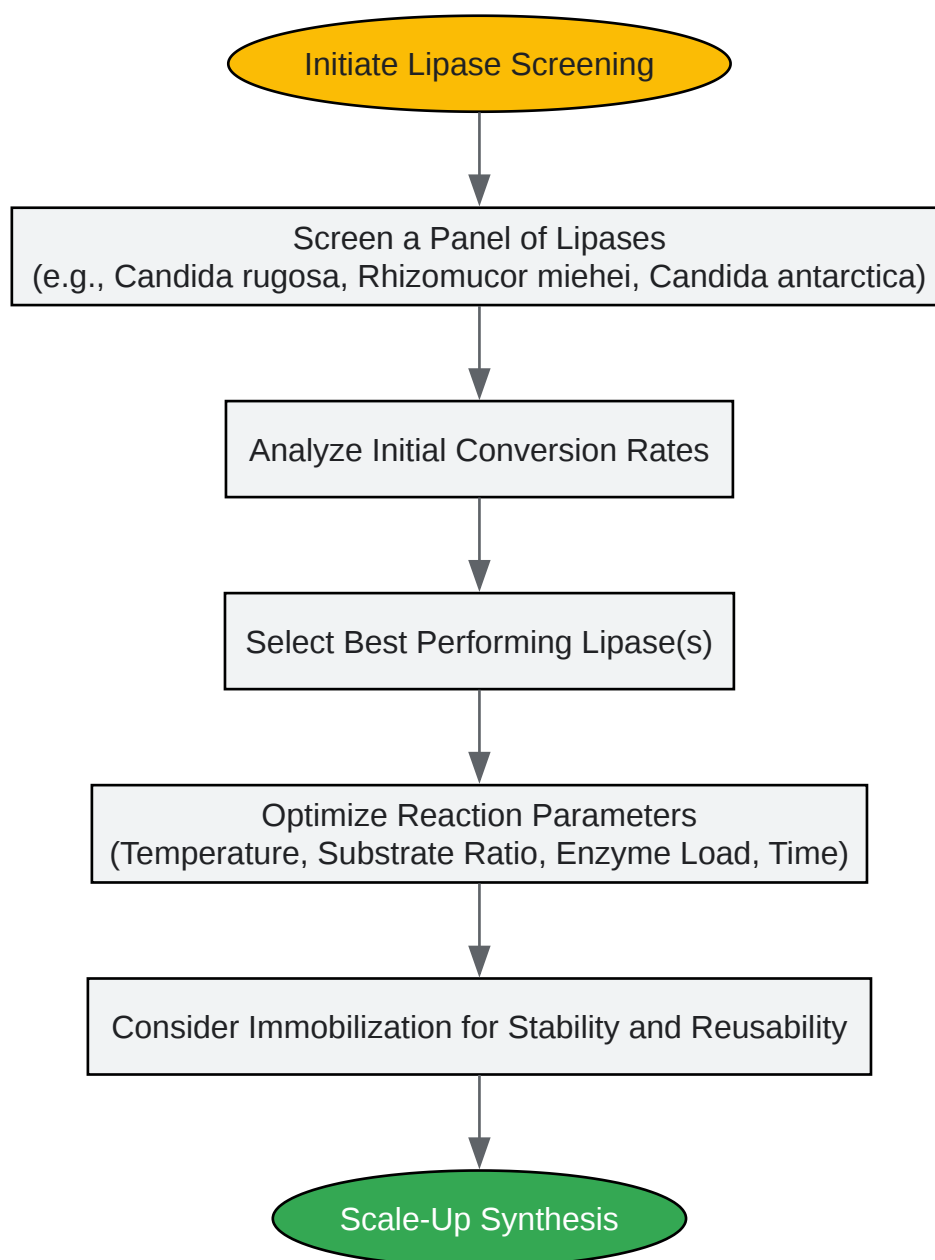 Initiate Lipase Screening
Screen a Panel of Lipases
(e.g., Candida rugosa, Rhizomucor miehei, Candida antarctica)
Analyze Initial Conversion Rates
Select Best Performing Lipase(s)
Optimize Reaction Parameters
(Temperature, Substrate Ratio, Enzyme Load, Time)
Consider Immobilization for Stability and Reusability
Scale-Up Synthesis